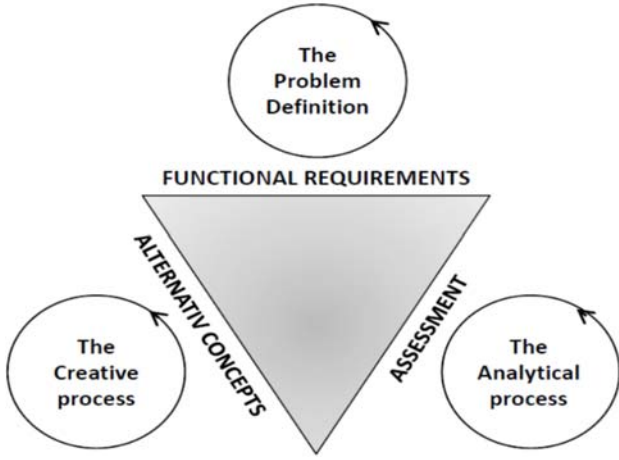 The
Problem
Definition
FUNCTIONAL REQUIREMENTS
ALTERNATIV CONCEPTS
ASSESSMENT
The
Creative
process
The
Analytical
process